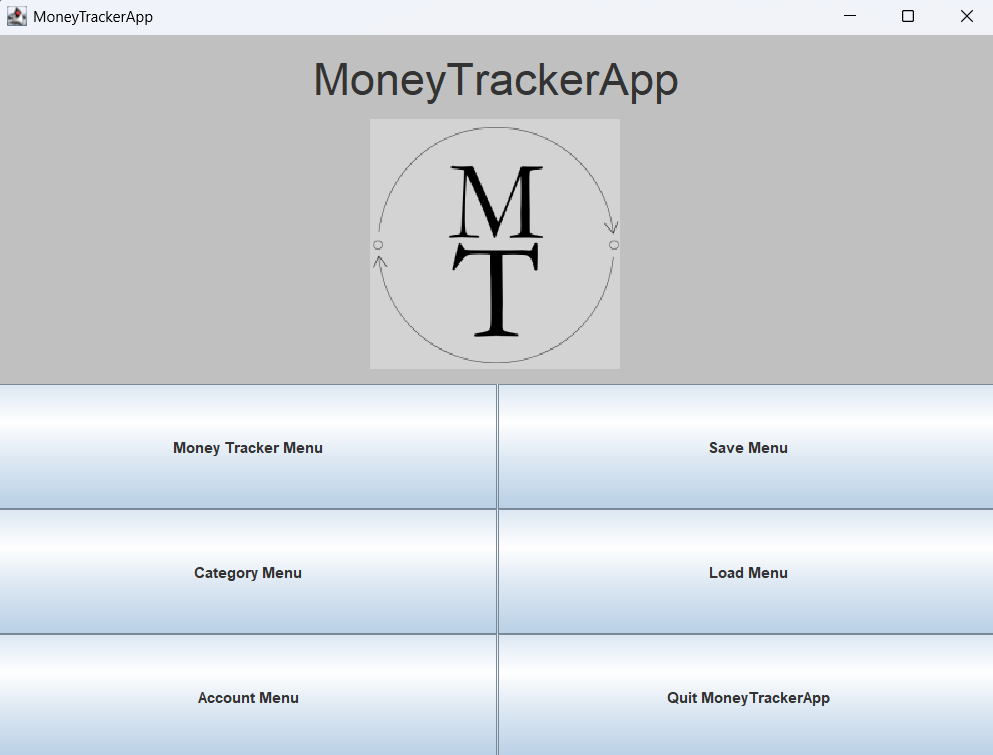 MoneyTrackerApp
MoneyTrackerApp
M
T
Money Tracker Menu
Save Menu
Category Menu
Load Menu
Account Menu
Quit MoneyTrackerApp